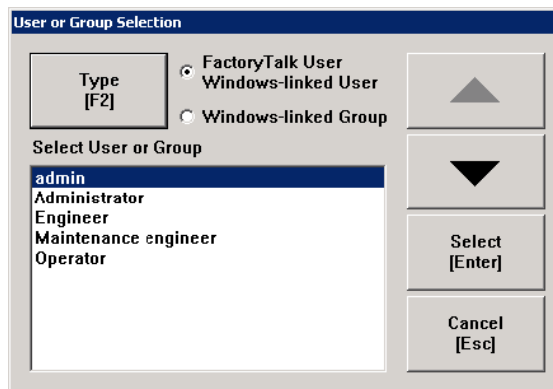 User or Group Selection
Type
[F2]
FactoryTalk User
Windows-linked User
Windows-linked Group
Select User or Group
admin
Administrator
Engineer
Maintenance engineer
Operator
Select
[Enter]
Cancel
[Esc]